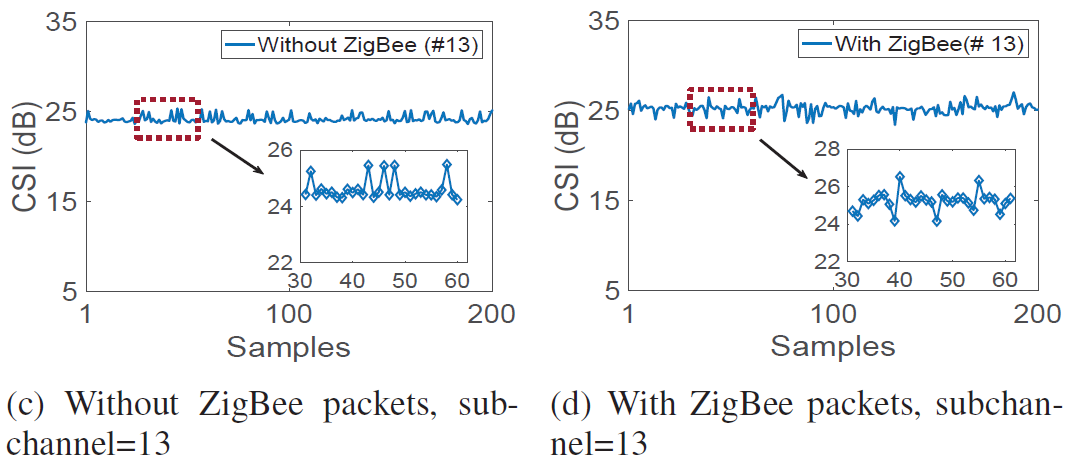 35
25
15
5
CSI (dB)
Without ZigBee (#13)
26
24
22
30 40 50 60
1 100 200
Samples
(c) Without ZigBee packets, sub-
channel=13
35
25
15
5
CSI (dB)
With ZigBee(# 13)
28
26
24
22
30 40 50 60
1 100 200
Samples
(d) With ZigBee packets, subchan-
nel=13